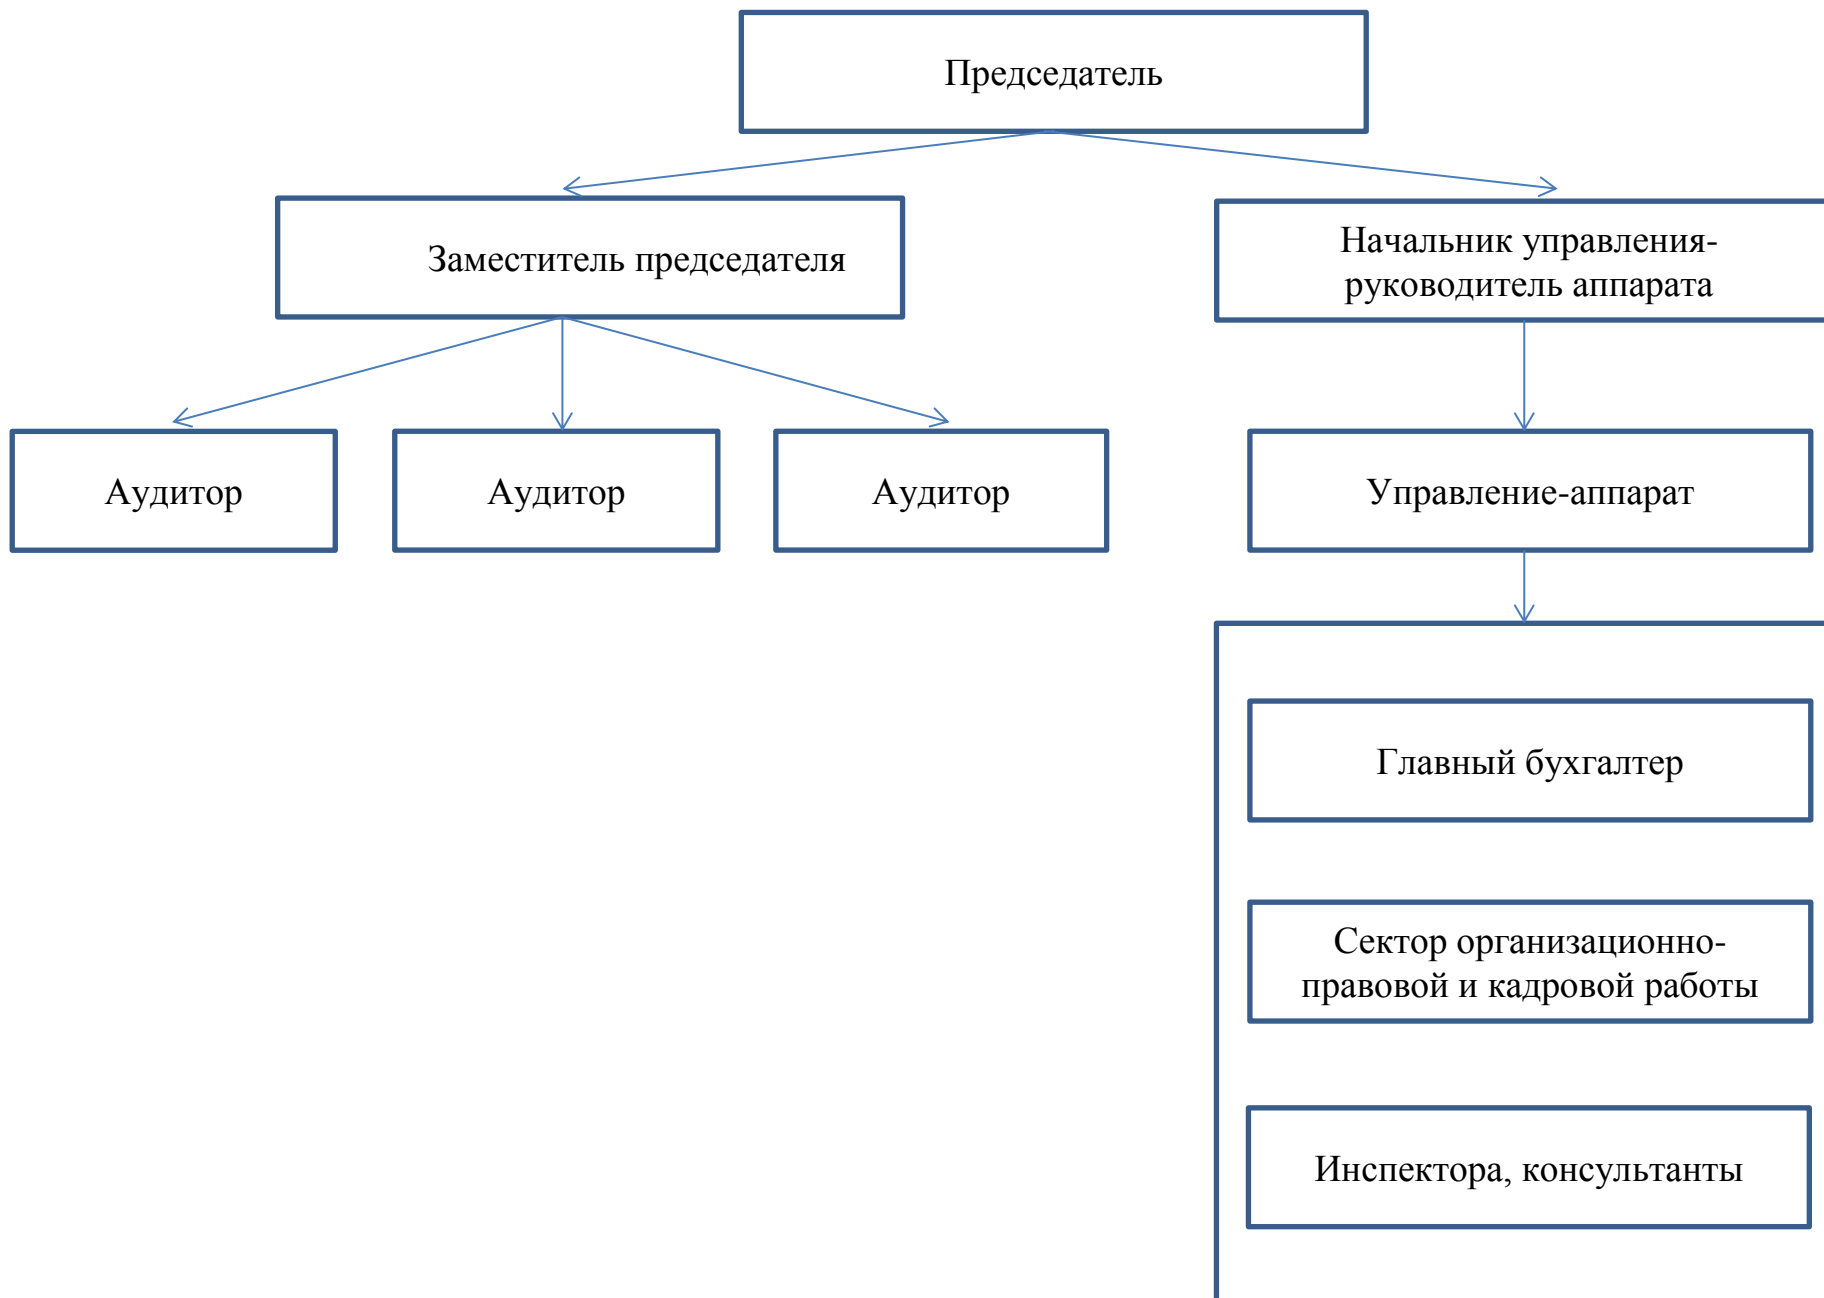 Председатель
Заместитель председателя
Начальник управления-
руководитель аппарата
Аудитор
Аудитор
Аудитор
Управление-аппарат
Главный бухгалтер
Сектор организационно-
правовой и кадровой работы
Инспектора, консультанты